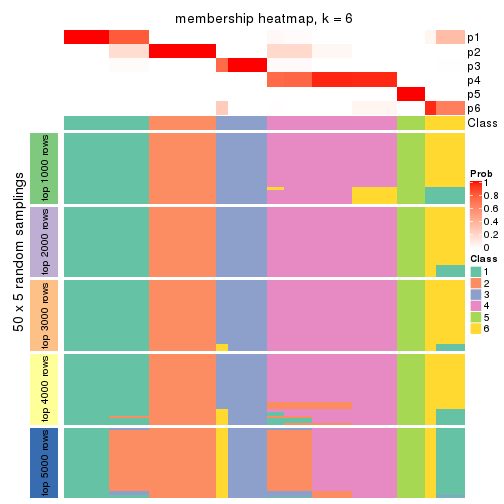 membership heatmap, k = 6
p1
p2
p3
p4
p5
p6
Class
50 x 5 random samplings
top 1000 rows
top 2000 rows
top 3000 rows
top 4000 rows
top 5000 rows
Prob
1
0.8
0.6
0.4
0.2
0
Class
1
2
3
4
5
6